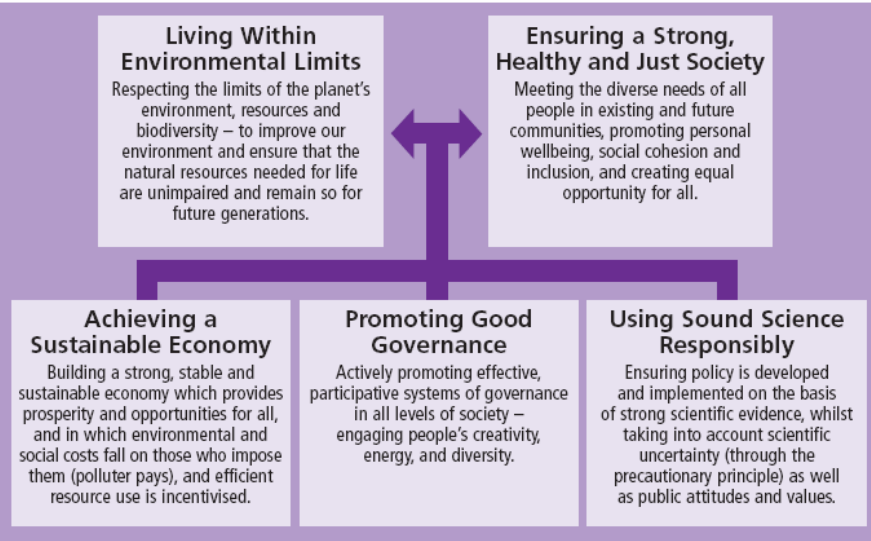 Living Within
Environmental Limits
Respecting the limits of the planet's
environment, resources and
biodiversity – to improve our
environment and ensure that the
natural resources needed for life
are unimpaired and remain so for
future generations.
Ensuring a Strong,
Healthy and Just Society
Meeting the diverse needs of all
people in existing and future
communities, promoting personal
wellbeing, social cohesion and
inclusion, and creating equal
opportunity for all.
Achieving a
Sustainable Economy
Building a strong, stable and
sustainable economy which provides
prosperity and opportunities for all,
and in which environmental and
social costs fall on those who impose
them (polluter pays), and efficient
resource use is incentivised.
Promoting Good
Governance
Actively promoting effective,
participative systems of governance
in all levels of society –
engaging people's creativity,
energy, and diversity.
Using Sound Science
Responsibly
Ensuring policy is developed
and implemented on the basis
of strong scientific evidence, whilst
taking into account scientific
uncertainty (through the
precautionary principle) as well
as public attitudes and values.